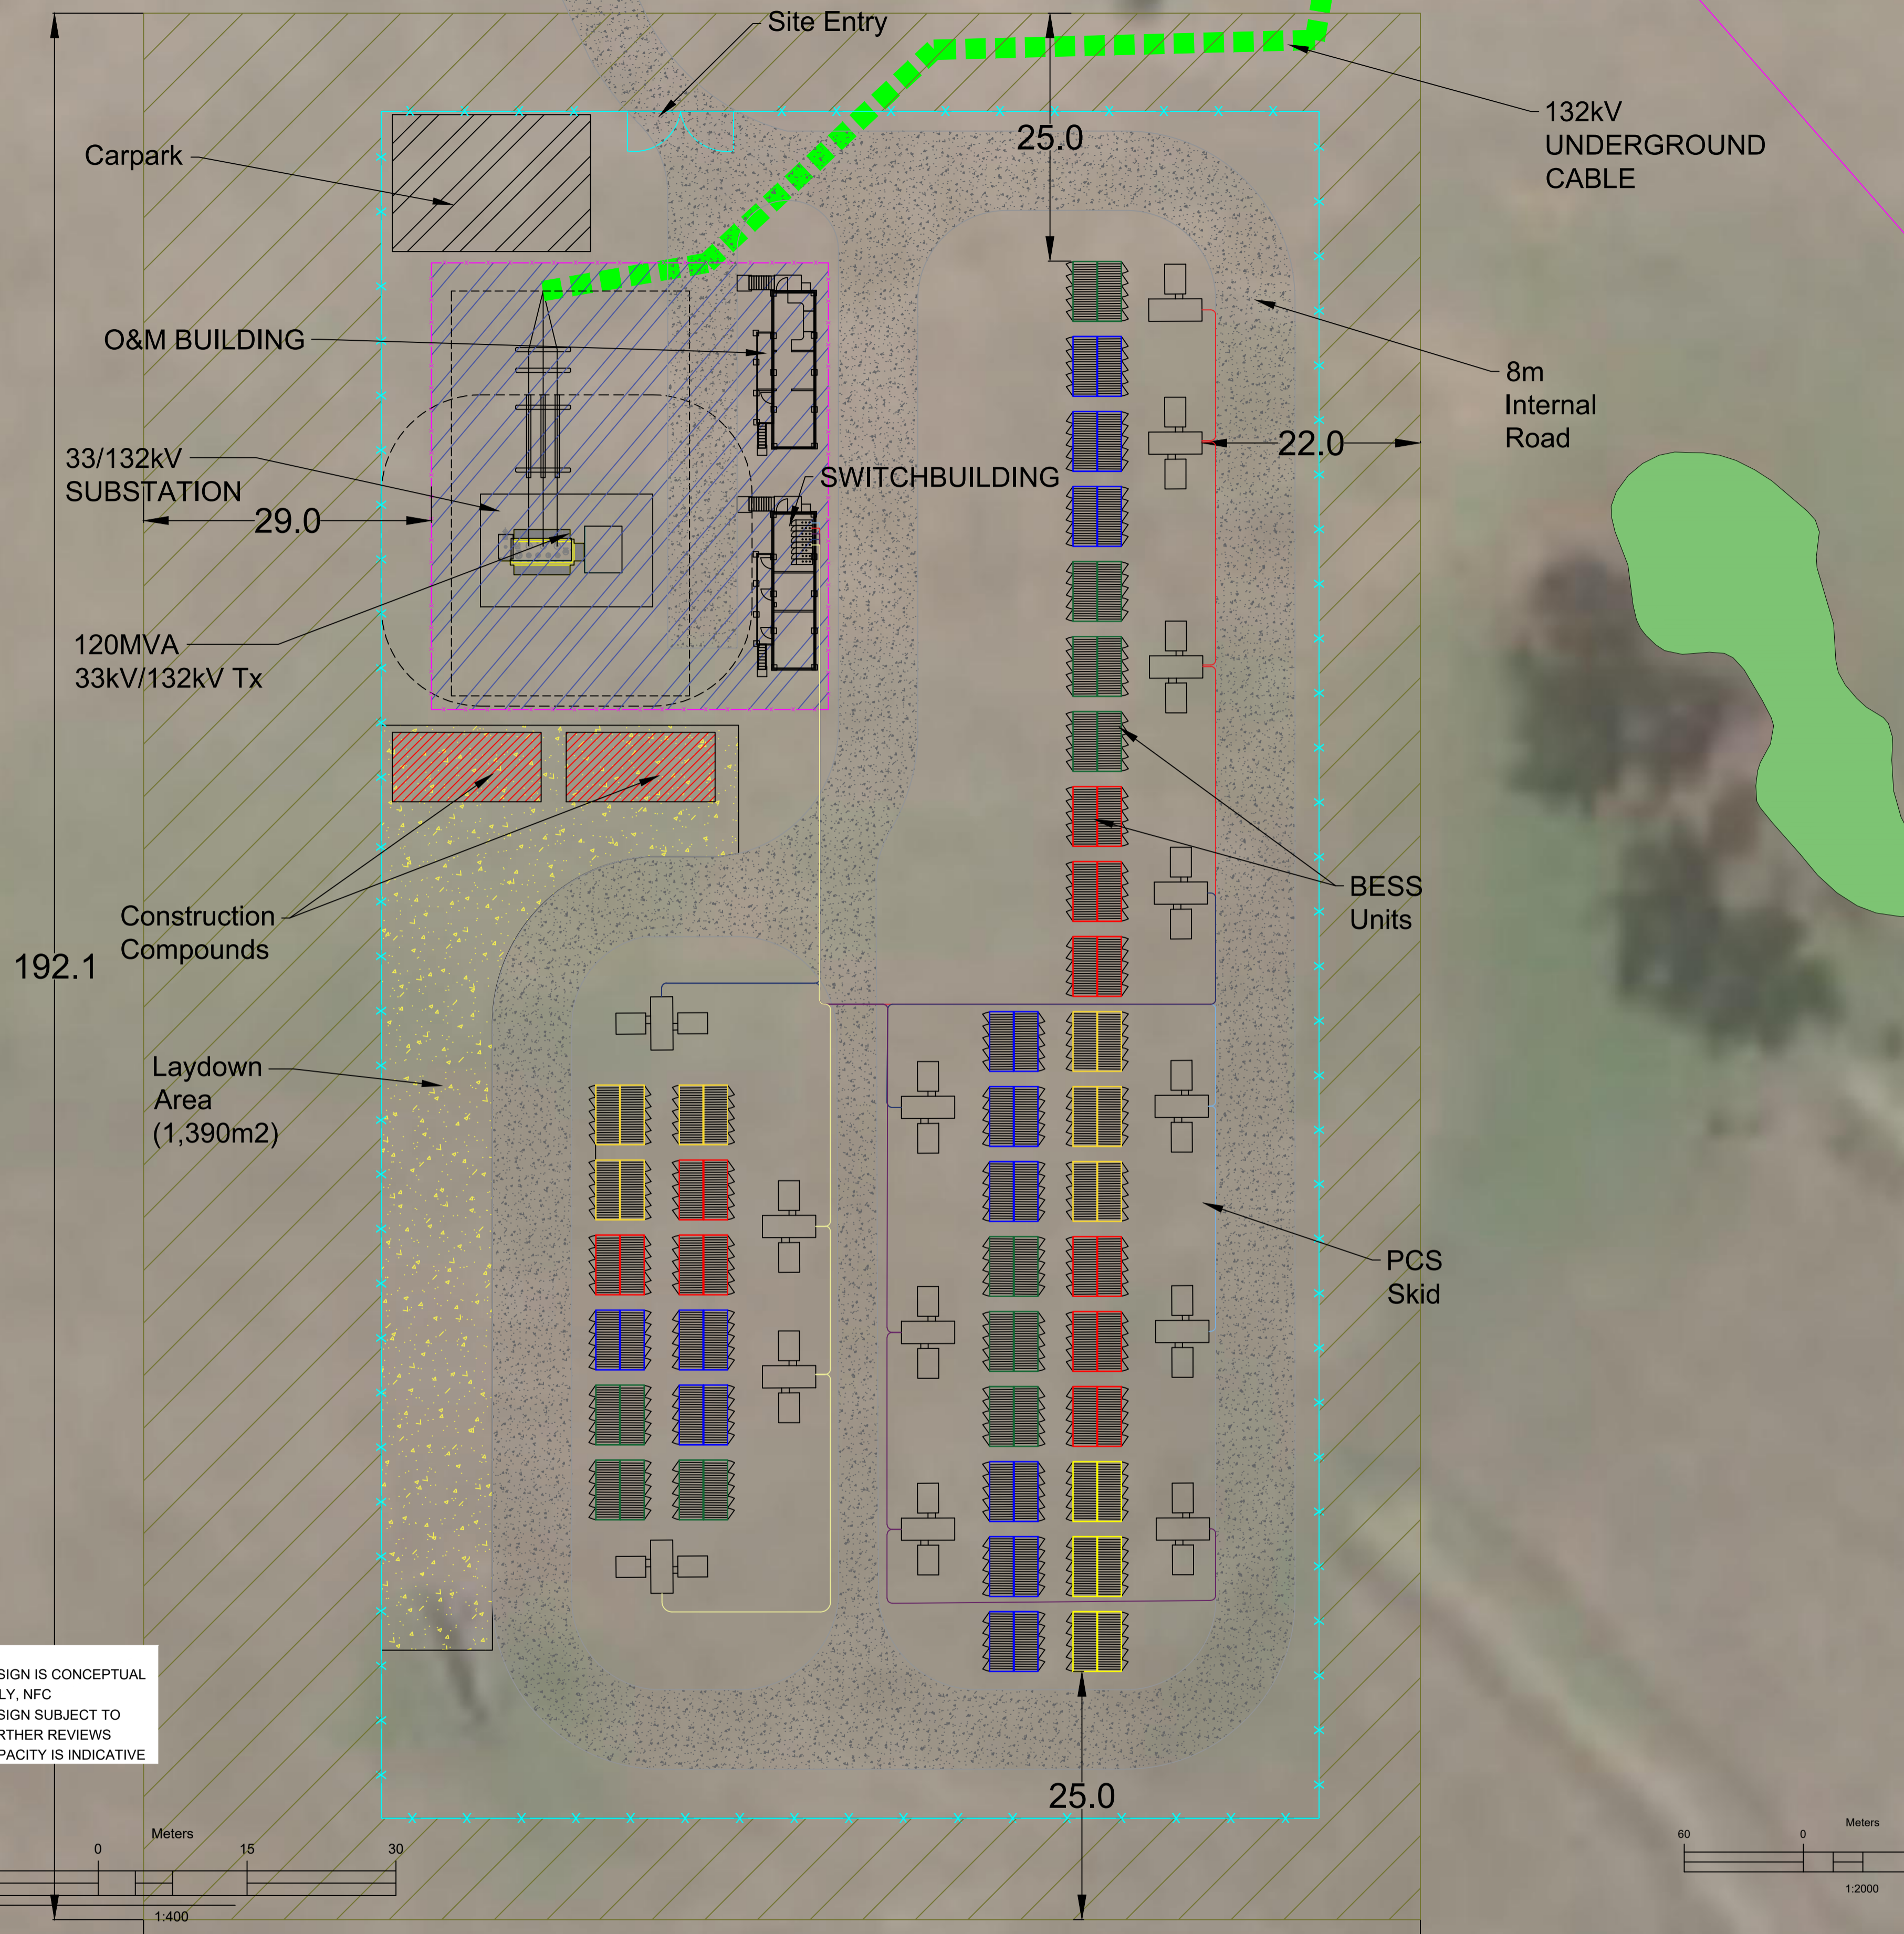 Site Entry
132kV
UNDERGROUND
CABLE
25.0
Carpark
O&M BUILDING
8m
Internal
Road
22.0
33/132kV
SUBSTATION
SWITCHBUILDING
29.0
120MVA
33kV/132kV Tx
BESS
Units
Construction
Compounds
192.1
Laydown
Area
(1,390m2)
PCS
Skid
SIGN IS CONCEPTUAL
LY, NFC
SIGN SUBJECT TO
RTHER REVIEWS
PACITY IS INDICATIVE
25.0
Meters
0 15 30
1:400
Meters
60 0
1:2000